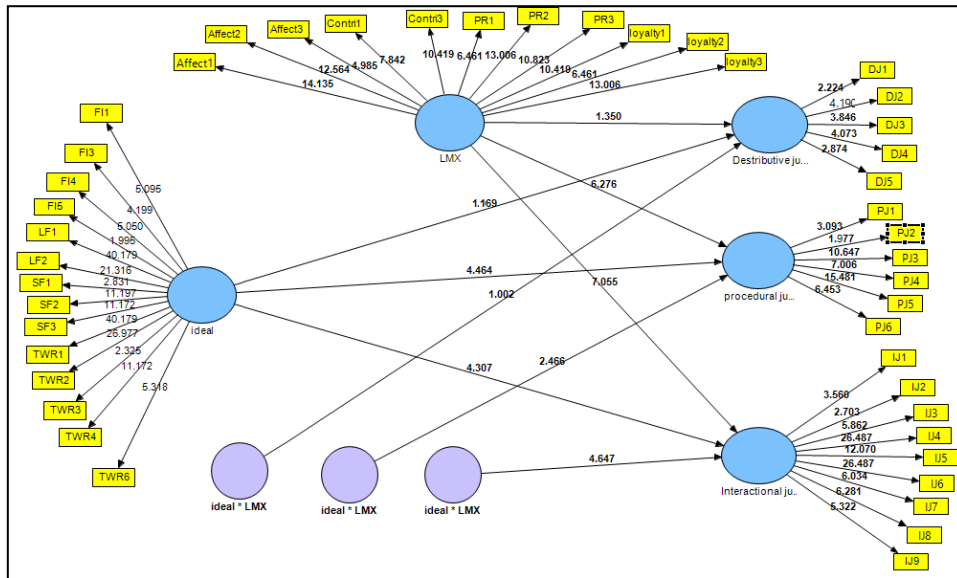 Affect1
Affect2
Affect3
Contri1
Contri3
PR1
PR2
PR3
loyalty1
loyalty2
loyalty3
14.135
12.564
4.985
7.842
10.419
6.461
13.006
10.823
10.419
6.461
13.006
LMX
1.350
6.276
7.055
DJ1
DJ2
DJ3
DJ4
DJ5
2.224
4.190
3.846
4.073
2.874
Destributive ju...
FI1
FI3
FI4
FI5
LF1
LF2
SF1
SF2
SF3
TWR1
TWR2
TWR3
TWR4
TWR6
5.095
4.199
5.050
1.995
40.179
21.316
2.831
11.197
11.172
40.179
26.977
2.325
11.172
5.318
ideal
1.169
4.464
4.307
1.002
2.466
4.647
PJ1
PJ2
PJ3
PJ4
PJ5
PJ6
3.093
1.977
10.647
7.006
15.481
6.453
procedural ju...
IJ1
IJ2
IJ3
IJ4
IJ5
IJ6
IJ7
IJ8
IJ9
3.560
2.703
5.862
26.487
12.070
26.487
6.034
6.281
5.322
Interactional ju..
ideal * LMX
ideal * LMX
ideal * LMX